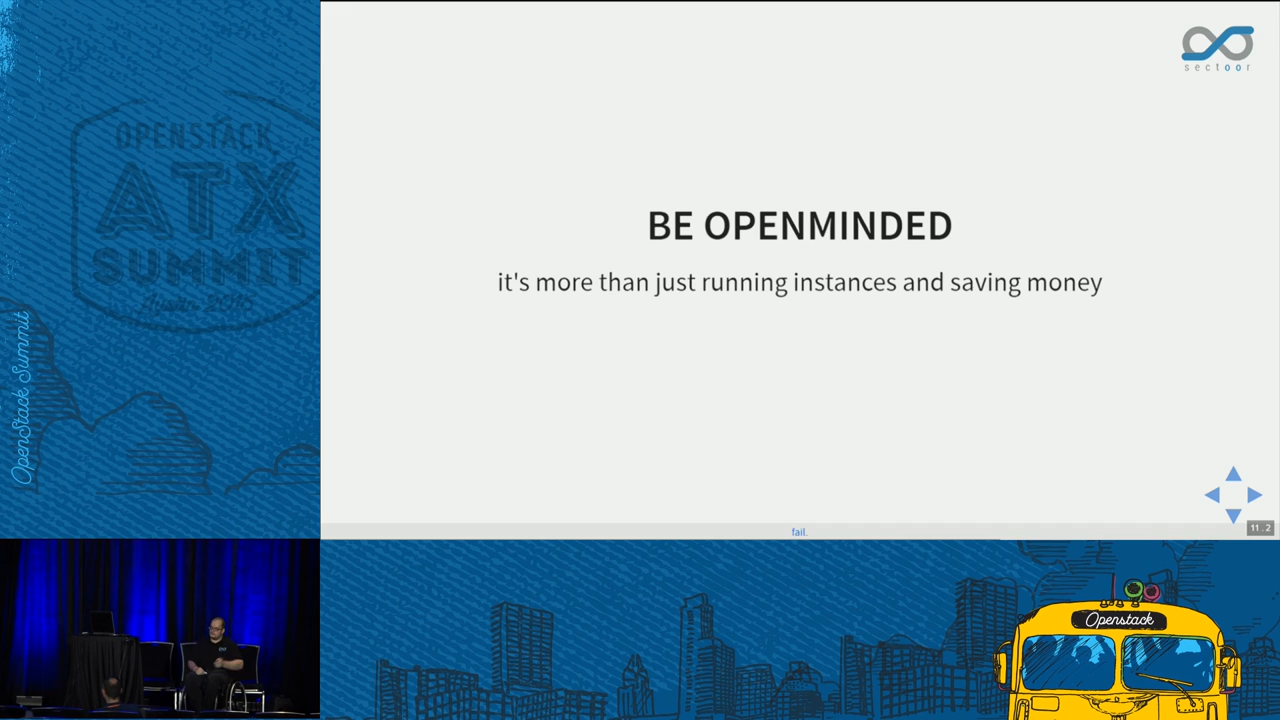 OPENSTACK
ATX
SUMMIT
Austin 2016
OpenStack Summit
sectoor
BE OPENMINDED
it's more than just running instances and saving money
fail.
11.2
Openstack